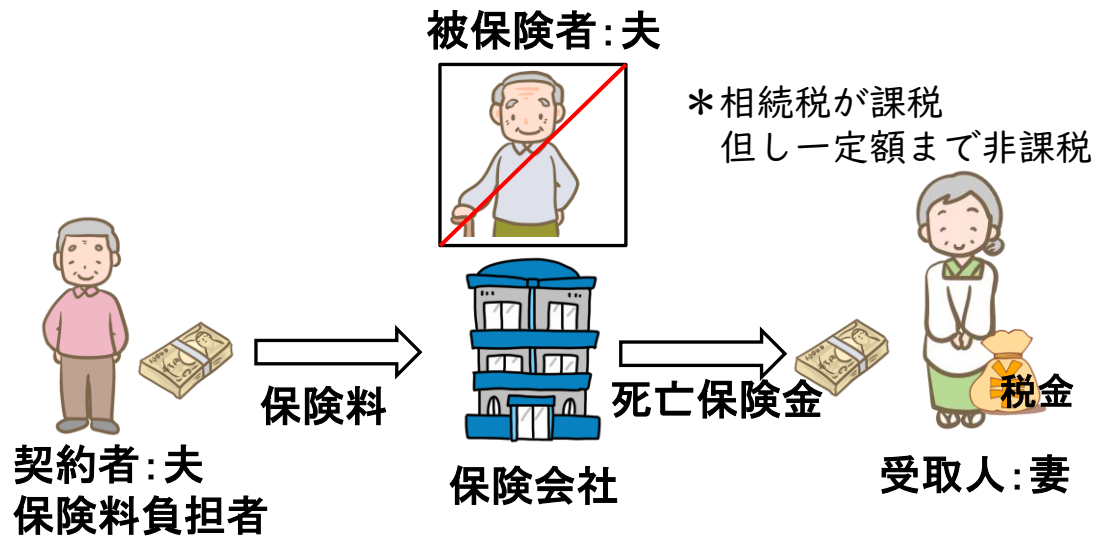 被保険者：夫
＊相続税が課税
但し一定額まで非課税
保険料
死亡保険金
税金
契約者：夫
保険料負担者
保険会社
受取人：妻